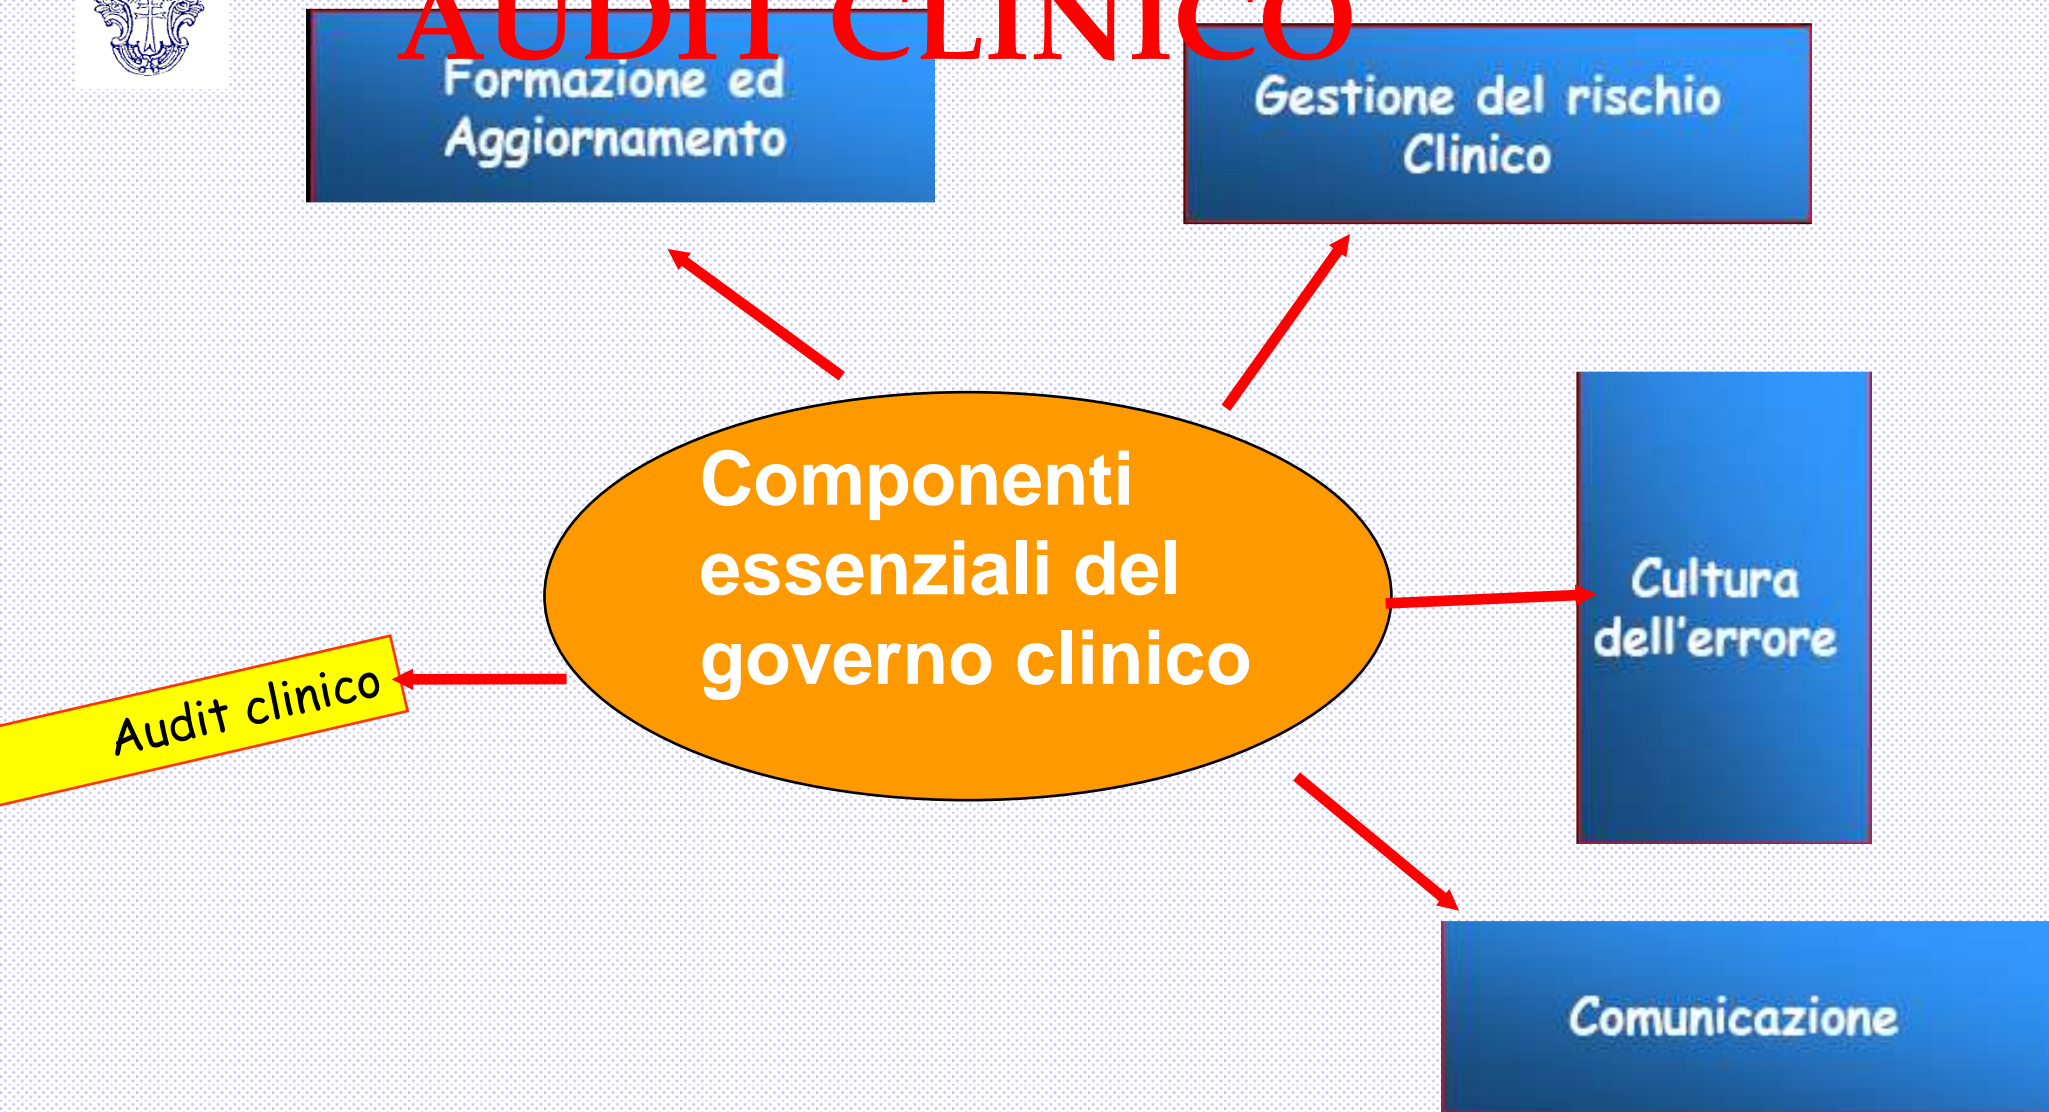 AUDIT CLINICO
Formazione ed
Aggiornamento
Gestione del rischio
Clinico
Componenti
essenziali del
governo clinico
Cultura
dell'errore
Audit clinico
Comunicazione